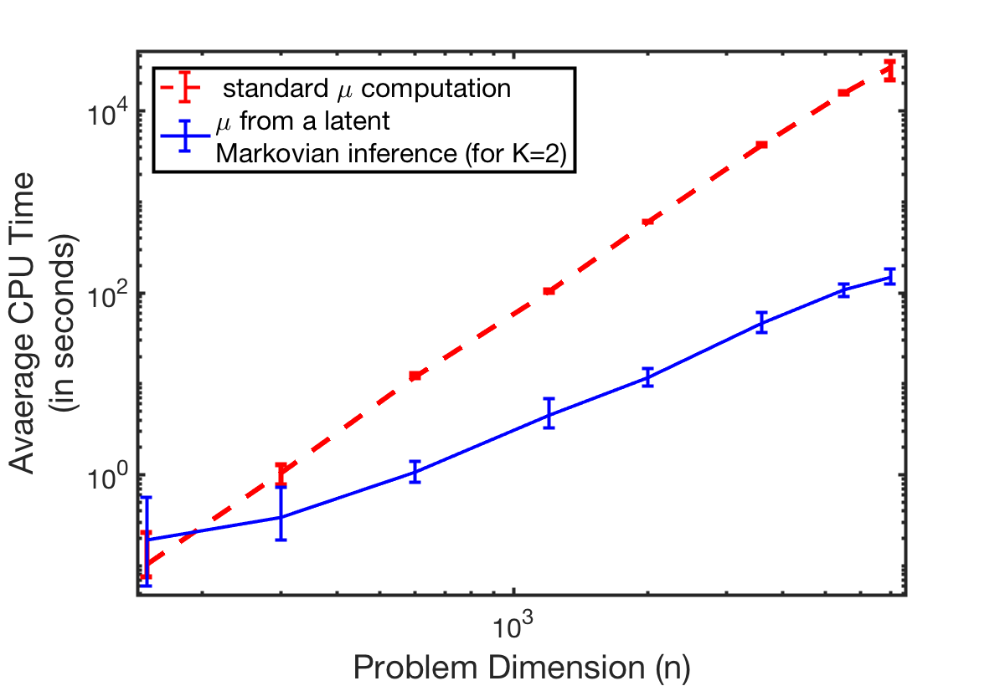 standard μ computation
μ from a latent
Markovian inference (for K=2)
10^4
10^2
10^0
10^3
Avaerage CPU Time
(in seconds)
Problem Dimension (n)